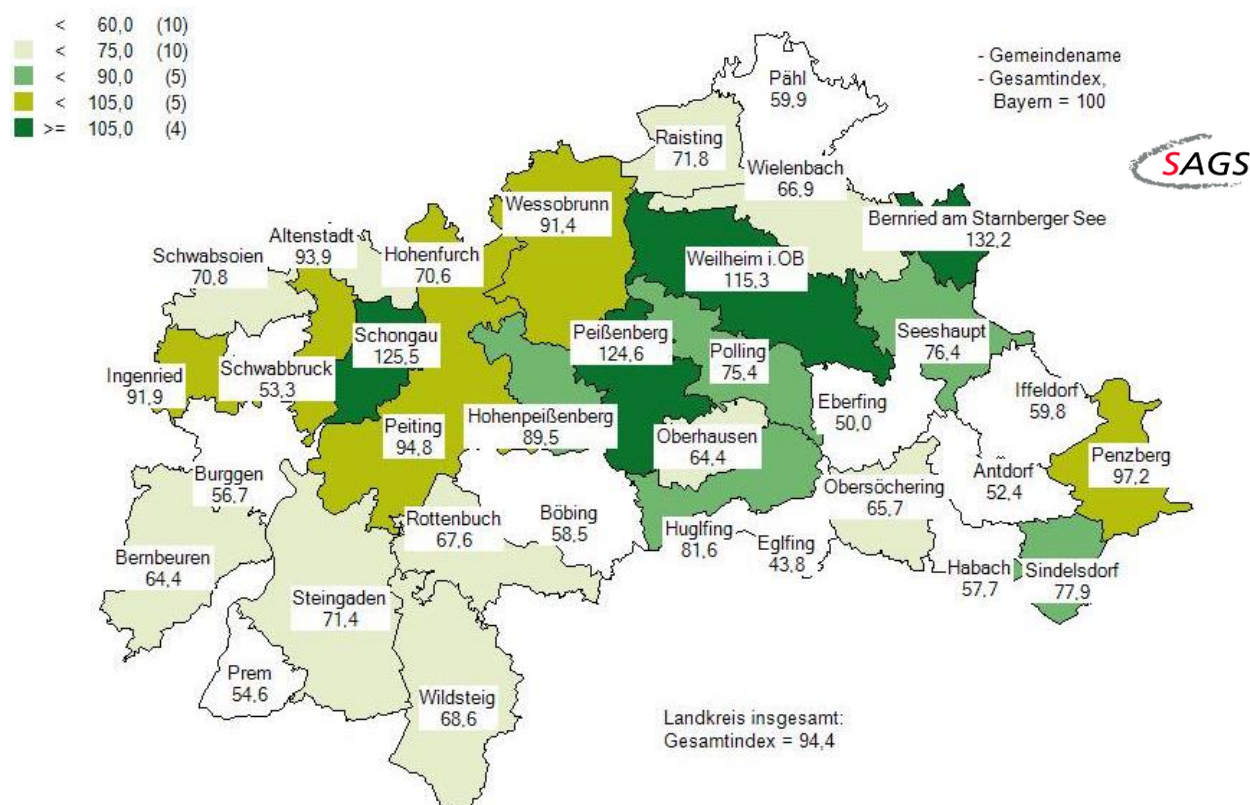 < 60,0 (10)
< 75,0 (10)
< 90,0 (5)
< 105,0 (5)
>= 105,0 (4)
- Gemeindename
- Gesamtindex,
Bayern = 100
SAGS
Pähl
59,9
Raisting
71,8
Wielenbach
66,9
Wessobrunn
91,4
Bernried am Starnberger See
132,2
Altenstadt
93,9
Schwabsoien
70,8
Hohenfurch
70,6
Weilheim i.OB
115,3
Schongau
125,5
Peißenberg
124,6
Polling
75,4
Seeshaupt
76,4
Ingenried
91,9
Schwabbruck
53,3
Iffeldorf
59,8
Eberfing
50,0
Peiting
94,8
Hohenpeißenberg
89,5
Oberhausen
64,4
Penzberg
97,2
Burggen
56,7
Antdorf
52,4
Obersöchering
65,7
Rottenbuch
67,6
Böbing
58,5
Huglfing
81,6
Eglfing
43,8
Bernbeuren
64,4
Habach
57,7
Sindelsdorf
77,9
Steingaden
71,4
Prem
54,6
Wildsteig
68,6
Landkreis insgesamt:
Gesamtindex = 94,4